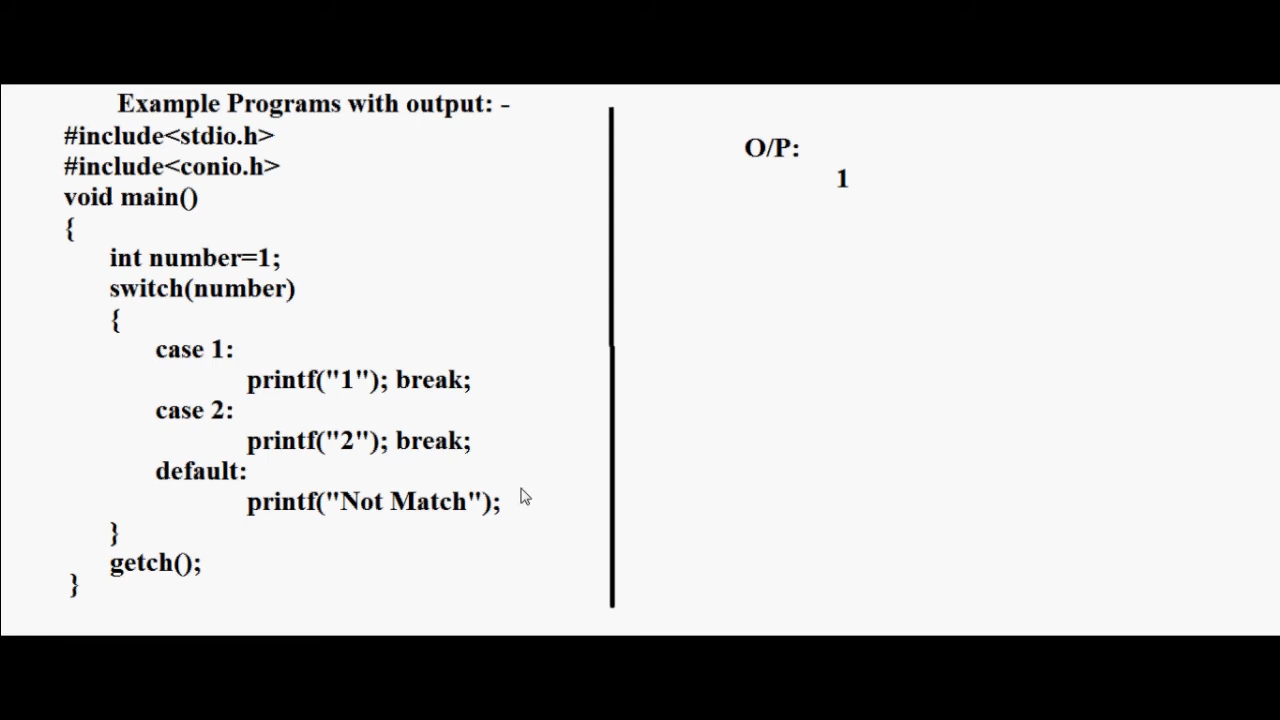 Example Programs with output: -
#include<stdio.h>
#include<conio.h>
void main()
{
int number=1;
switch(number)
{
case 1:
printf("1"); break;
case 2:
printf("2"); break;
default:
printf("Not Match");
}
getch();
}
O/P:
1